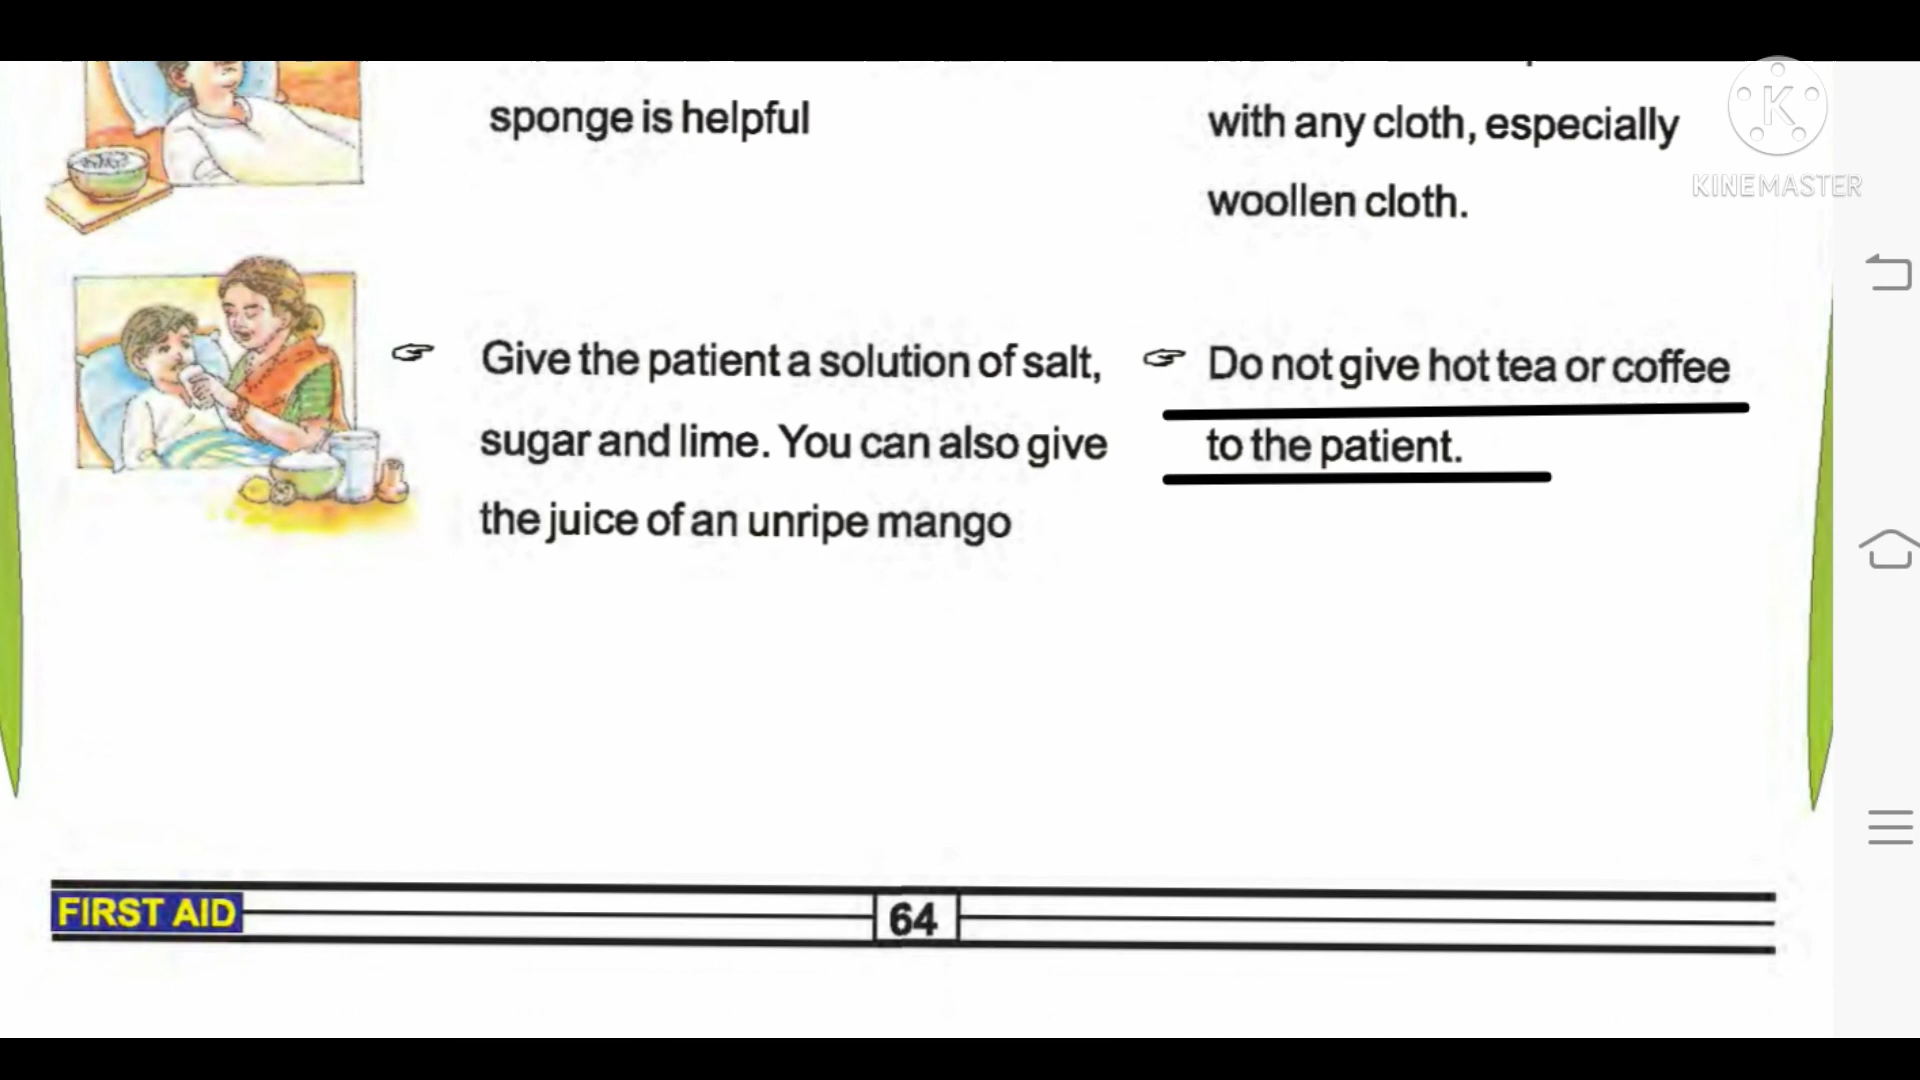 sponge is helpful
with any cloth, especially
woollen cloth.
Give the patient a solution of salt,
sugar and lime. You can also give
the juice of an unripe mango
Do not give hot tea or coffee
to the patient.
FIRST AID
64
KINEMASTER